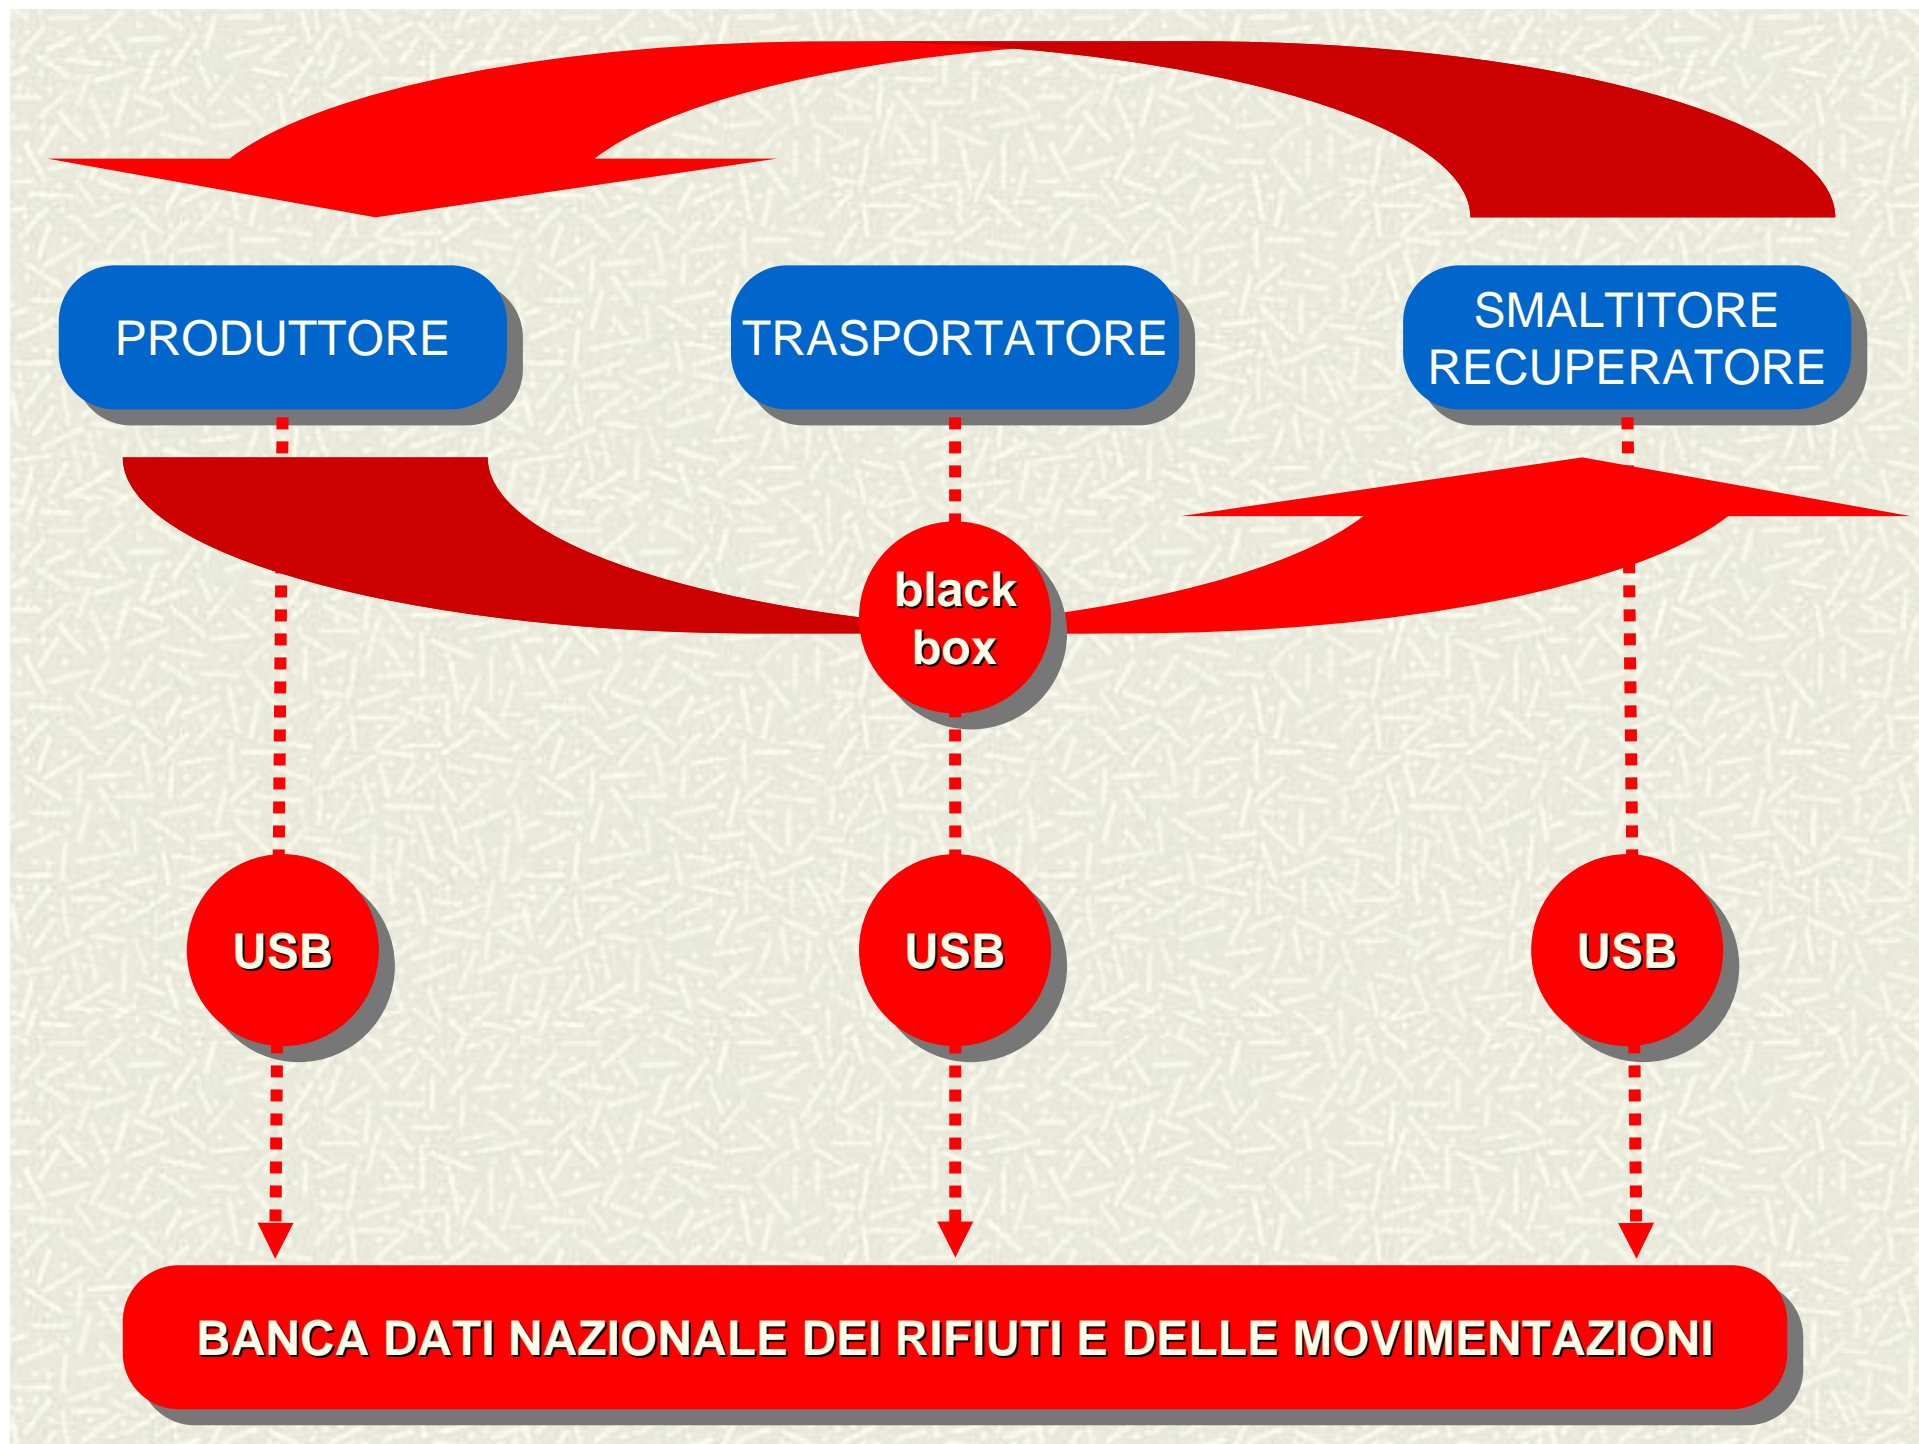 PRODUTTORE
TRASPORTATORE
SMALTITORE
RECUPERATORE
black
box
USB
USB
USB
BANCA DATI NAZIONALE DEI RIFIUTI E DELLE MOVIMENTAZIONI